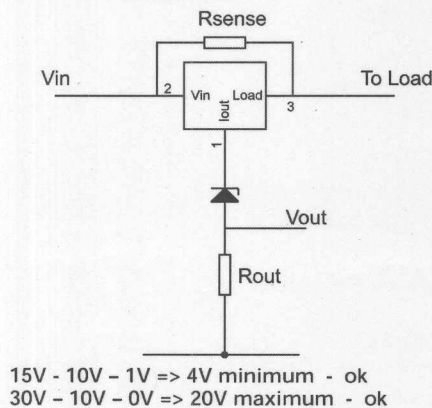 Rsense
Vin
To Load
2
Vin
Load
3
Iout
1
Vout
Rout
15V - 10V – 1V => 4V minimum - ok
30V – 10V – 0V => 20V maximum - ok